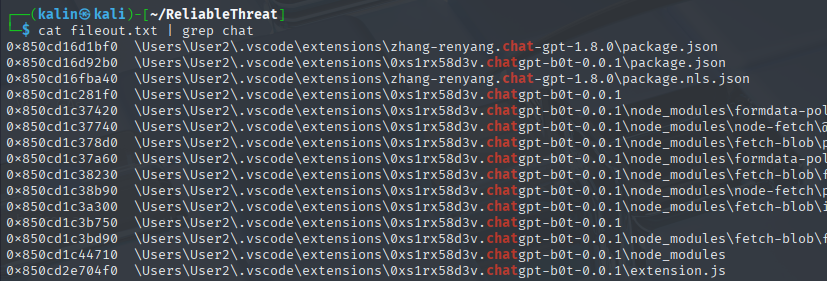 ┌──(kalin㉿kali)-[~/ReliableThreat]
└─$ cat fileout.txt | grep chat
0×850cd16d1bf0 \Users\User2\.vscode\extensions\zhang-renyang.chat-gpt-1.8.0\package.json
0×850cd16d92b0 \Users\User2\.vscode\extensions\0xs1rx58d3v.chatgpt-b0t-0.0.1\package.json
0×850cd16fba40 \Users\User2\.vscode\extensions\zhang-renyang.chat-gpt-1.8.0\package.nls.json
0×850cd1c281f0 \Users\User2\.vscode\extensions\0xs1rx58d3v.chatgpt-b0t-0.0.1
0×850cd1c37420 \Users\User2\.vscode\extensions\0xs1rx58d3v.chatgpt-b0t-0.0.1\node_modules\formdata-pol
0×850cd1c37740 \Users\User2\.vscode\extensions\0xs1rx58d3v.chatgpt-b0t-0.0.1\node_modules\node-fetch\@
0×850cd1c378d0 \Users\User2\.vscode\extensions\0xs1rx58d3v.chatgpt-b0t-0.0.1\node_modules\fetch-blob\p
0×850cd1c37a60 \Users\User2\.vscode\extensions\0xs1rx58d3v.chatgpt-b0t-0.0.1\node_modules\formdata-pol
0×850cd1c38230 \Users\User2\.vscode\extensions\0xs1rx58d3v.chatgpt-b0t-0.0.1\node_modules\fetch-blob\f
0×850cd1c38b90 \Users\User2\.vscode\extensions\0xs1rx58d3v.chatgpt-b0t-0.0.1\node_modules\node-fetch\p
0×850cd1c3a300 \Users\User2\.vscode\extensions\0xs1rx58d3v.chatgpt-b0t-0.0.1\node_modules\fetch-blob\i
0×850cd1c3b750 \Users\User2\.vscode\extensions\0xs1rx58d3v.chatgpt-b0t-0.0.1
0×850cd1c3bd90 \Users\User2\.vscode\extensions\0xs1rx58d3v.chatgpt-b0t-0.0.1\node_modules\fetch-blob\f
0×850cd1c44710 \Users\User2\.vscode\extensions\0xs1rx58d3v.chatgpt-b0t-0.0.1\node_modules
0×850cd2e704f0 \Users\User2\.vscode\extensions\0xs1rx58d3v.chatgpt-b0t-0.0.1\extension.js